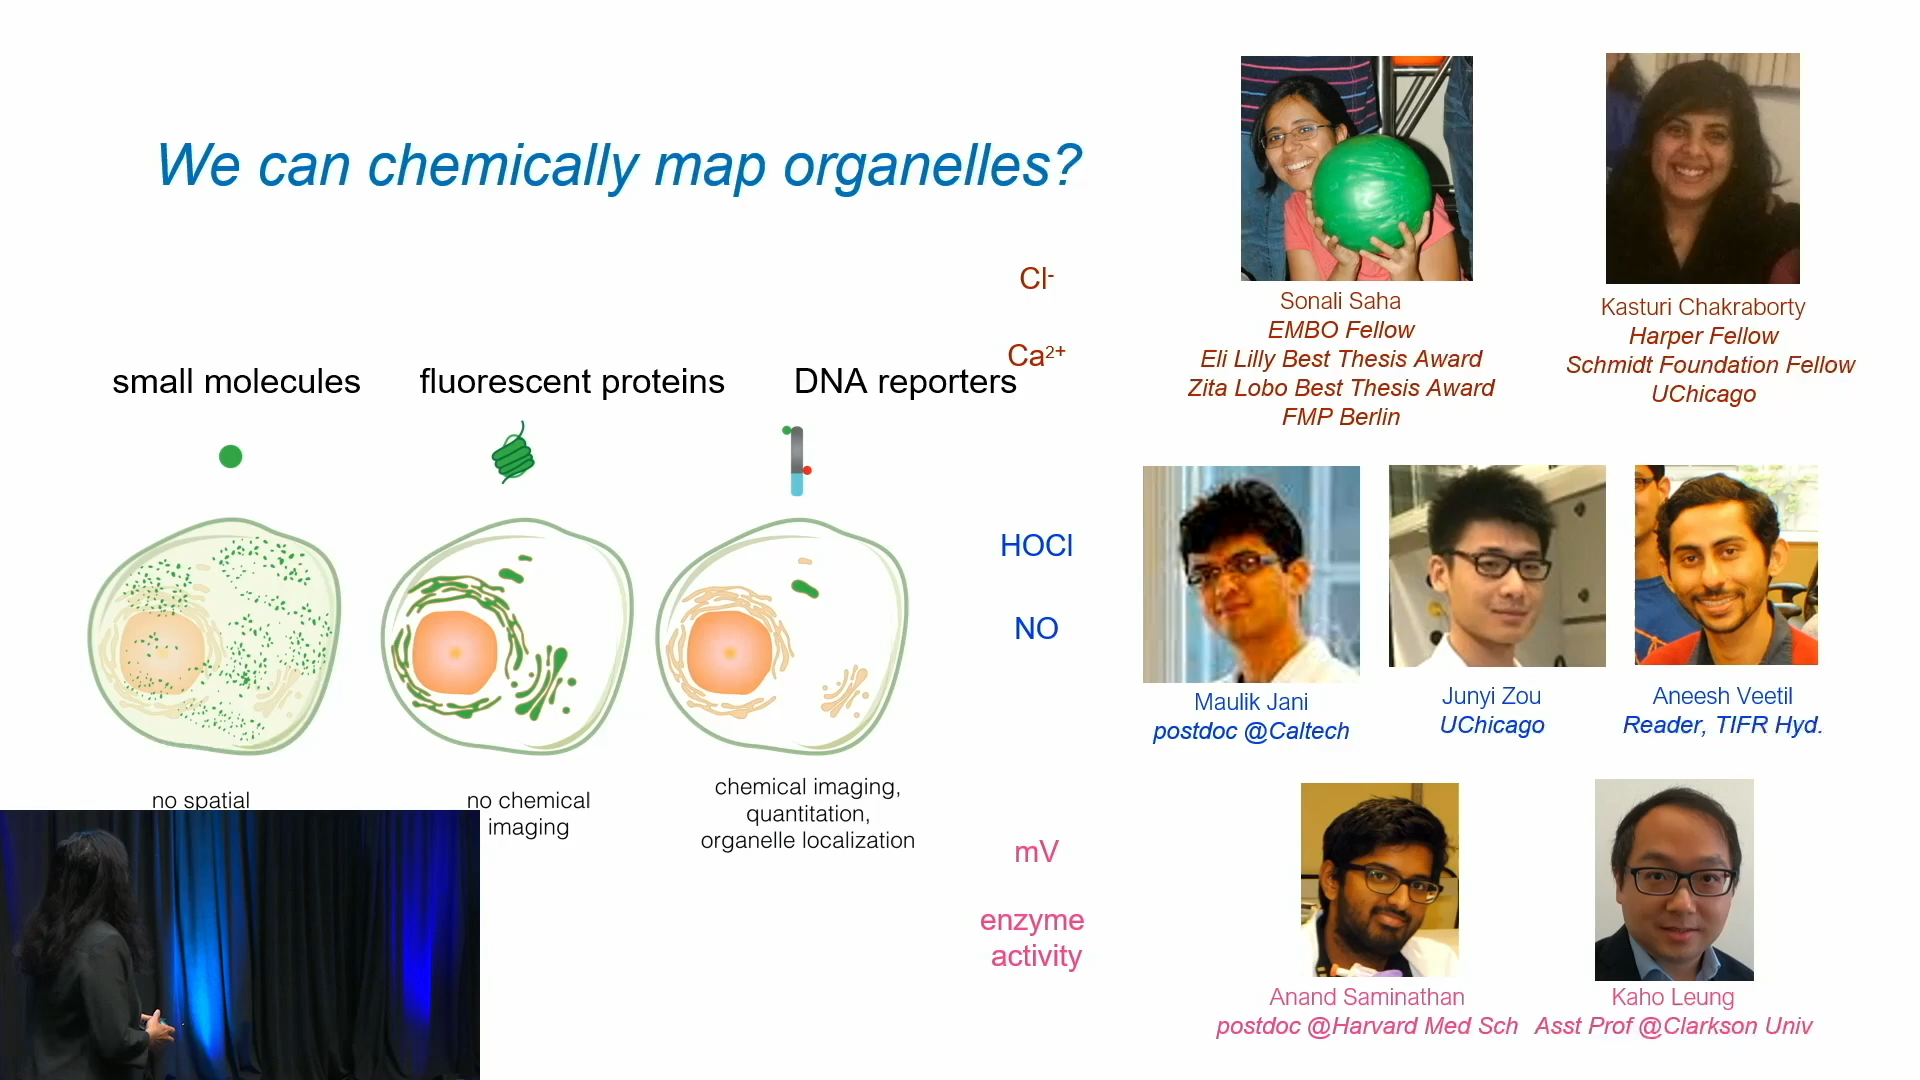 We can chemically map organelles?
small molecules
fluorescent proteins
DNA reporters
no spatial
no chemical
imaging
chemical imaging,
quantitation,
organelle localization
Cl-
Ca2+
HOCl
NO
mV
enzyme
activity
Sonali Saha
EMBO Fellow
Eli Lilly Best Thesis Award
Zita Lobo Best Thesis Award
FMP Berlin
Kasturi Chakraborty
Harper Fellow
Schmidt Foundation Fellow
UChicago
Maulik Jani
postdoc @Caltech
Junyi Zou
UChicago
Aneesh Veetil
Reader, TIFR Hyd.
Anand Saminathan
postdoc @Harvard Med Sch
Kaho Leung
Asst Prof @Clarkson Univ